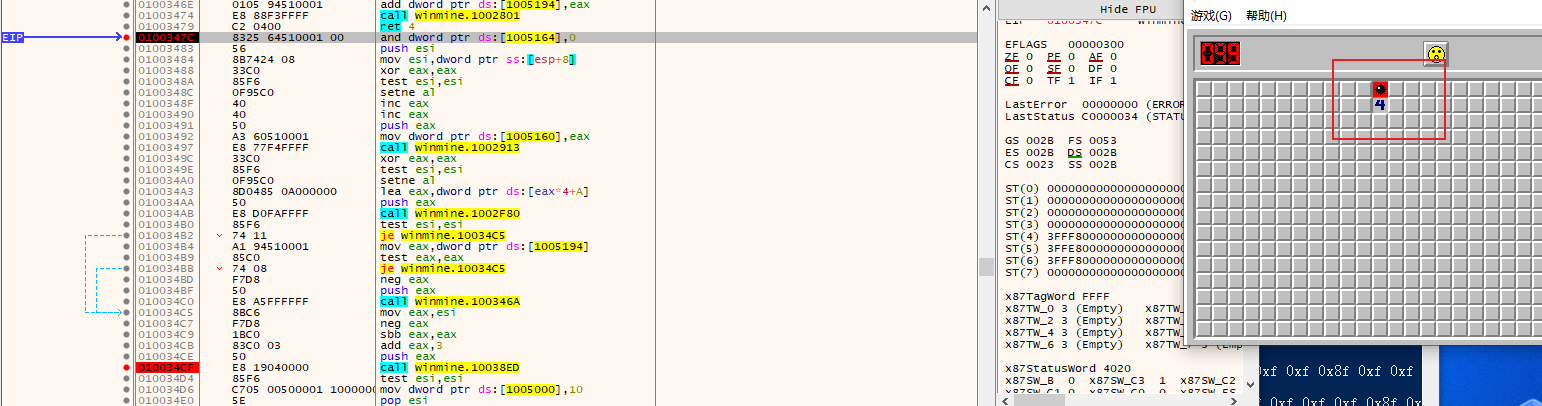 0100346E 0105 94510001 add dword ptr ds:[1005194],eax
01003474 E8 88F3FFFF call winmine.1002801
01003479 C2 0400 ret 4
EIP 0100347C 8325 64510001 00 and dword ptr ds:[1005164],0
01003483 56 push esi
01003484 8B7424 08 mov esi,dword ptr ss:[esp+8]
01003488 33C0 xor eax,eax
0100348A 85F6 test esi,esi
0100348C 0F95C0 setne al
0100348F 40 inc eax
01003490 40 inc eax
01003491 50 push eax
01003492 A3 60510001 mov dword ptr ds:[1005160],eax
01003497 E8 77F4FFFF call winmine.1002913
0100349C 33C0 xor eax,eax
0100349E 85F6 test esi,esi
010034A0 0F95C0 setne al
010034A3 8D0485 0A000000 lea eax,dword ptr ds:[eax*4+A]
010034AA 50 push eax
010034AB E8 D0FAFFFF call winmine.1002F80
010034B0 85F6 test esi,esi
010034B2 74 11 je winmine.10034C5
010034B4 A1 94510001 mov eax,dword ptr ds:[1005194]
010034B9 85C0 test eax,eax
010034BB 74 08 je winmine.10034C5
010034BD F7D8 neg eax
010034BF 50 push eax
010034C0 E8 A5FFFFFF call winmine.100346A
010034C5 8BC6 mov eax,esi
010034C7 F7D8 neg eax
010034C9 1BC0 sbb eax,eax
010034CB 83C0 03 add eax,3
010034CE 50 push eax
010034CF E8 19040000 call winmine.10038ED
010034D4 85F6 test esi,esi
010034D6 C705 00500001 1000000 mov dword ptr ds:[1005000],10
010034E0 5E pop esi
Hide FPU
EIP 0100347C
EFLAGS 00000300
ZF 0 PF 0 AF 0
OF 0 SF 0 DF 0
CF 0 TF 1 IF 1
LastError 00000000 (ERROR
LastStatus C0000034 (STATU
GS 002B FS 0053
ES 002B DS 002B
CS 0023 SS 002B
ST(0) 00000000000000000000
ST(1) 00000000000000000000
ST(2) 00000000000000000000
ST(3) 00000000000000000000
ST(4) 3FFF8000000000000000
ST(5) 3FFE8000000000000000
ST(6) 3FFF8000000000000000
ST(7) 00000000000000000000
x87TagWord FFFF
x87TW_0 3 (Empty) x87TW_
x87TW_2 3 (Empty) x87TW_
x87TW_4 3 (Empty) x87TW_
x87TW_6 3 (Empty)
x87StatusWord 4020
x87SW_B 0 x87SW_C3 1 x87SW_C2
游戏(G) 帮助(H)
4
0xf 0xf 0x8f 0xf 0xf